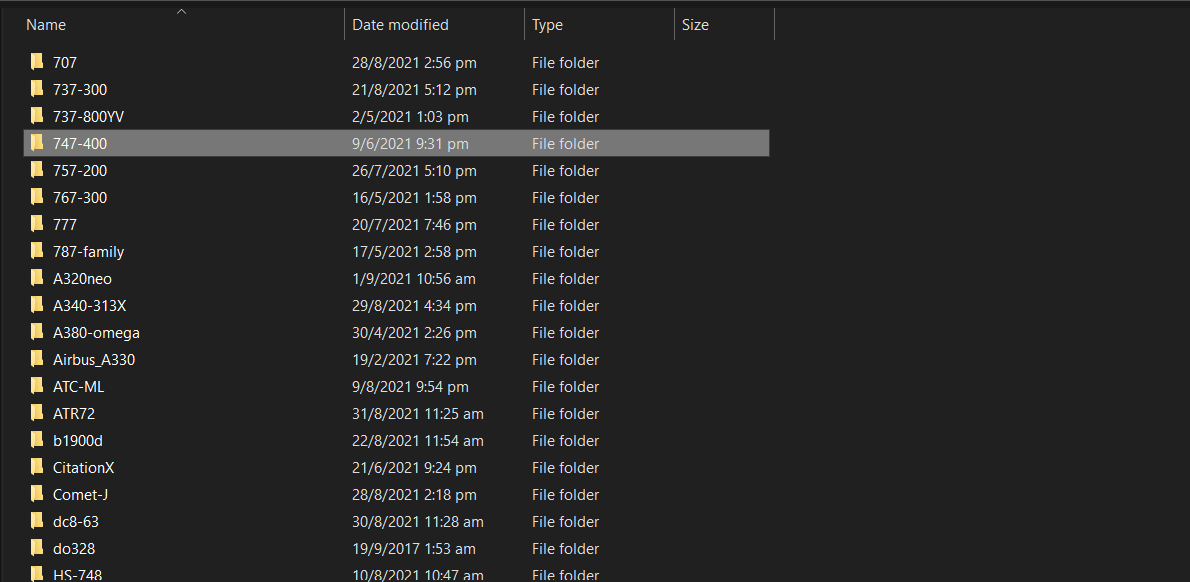 Name Date modified Type Size
707 28/8/2021 2:56 pm File folder
737-300 21/8/2021 5:12 pm File folder
737-800YV 2/5/2021 1:03 pm File folder
747-400 9/6/2021 9:31 pm File folder
757-200 26/7/2021 5:10 pm File folder
767-300 16/5/2021 1:58 pm File folder
777 20/7/2021 7:46 pm File folder
787-family 17/5/2021 2:58 pm File folder
A320neo 1/9/2021 10:56 am File folder
A340-313X 29/8/2021 4:34 pm File folder
A380-omega 30/4/2021 2:26 pm File folder
Airbus_A330 19/2/2021 7:22 pm File folder
ATC-ML 9/8/2021 9:54 pm File folder
ATR72 31/8/2021 11:25 am File folder
b1900d 22/8/2021 11:54 am File folder
CitationX 21/6/2021 9:24 pm File folder
Comet-J 28/8/2021 2:18 pm File folder
dc8-63 30/8/2021 11:28 am File folder
do328 19/9/2017 1:53 am File folder
HS-748 10/8/2021 10:47 am File folder